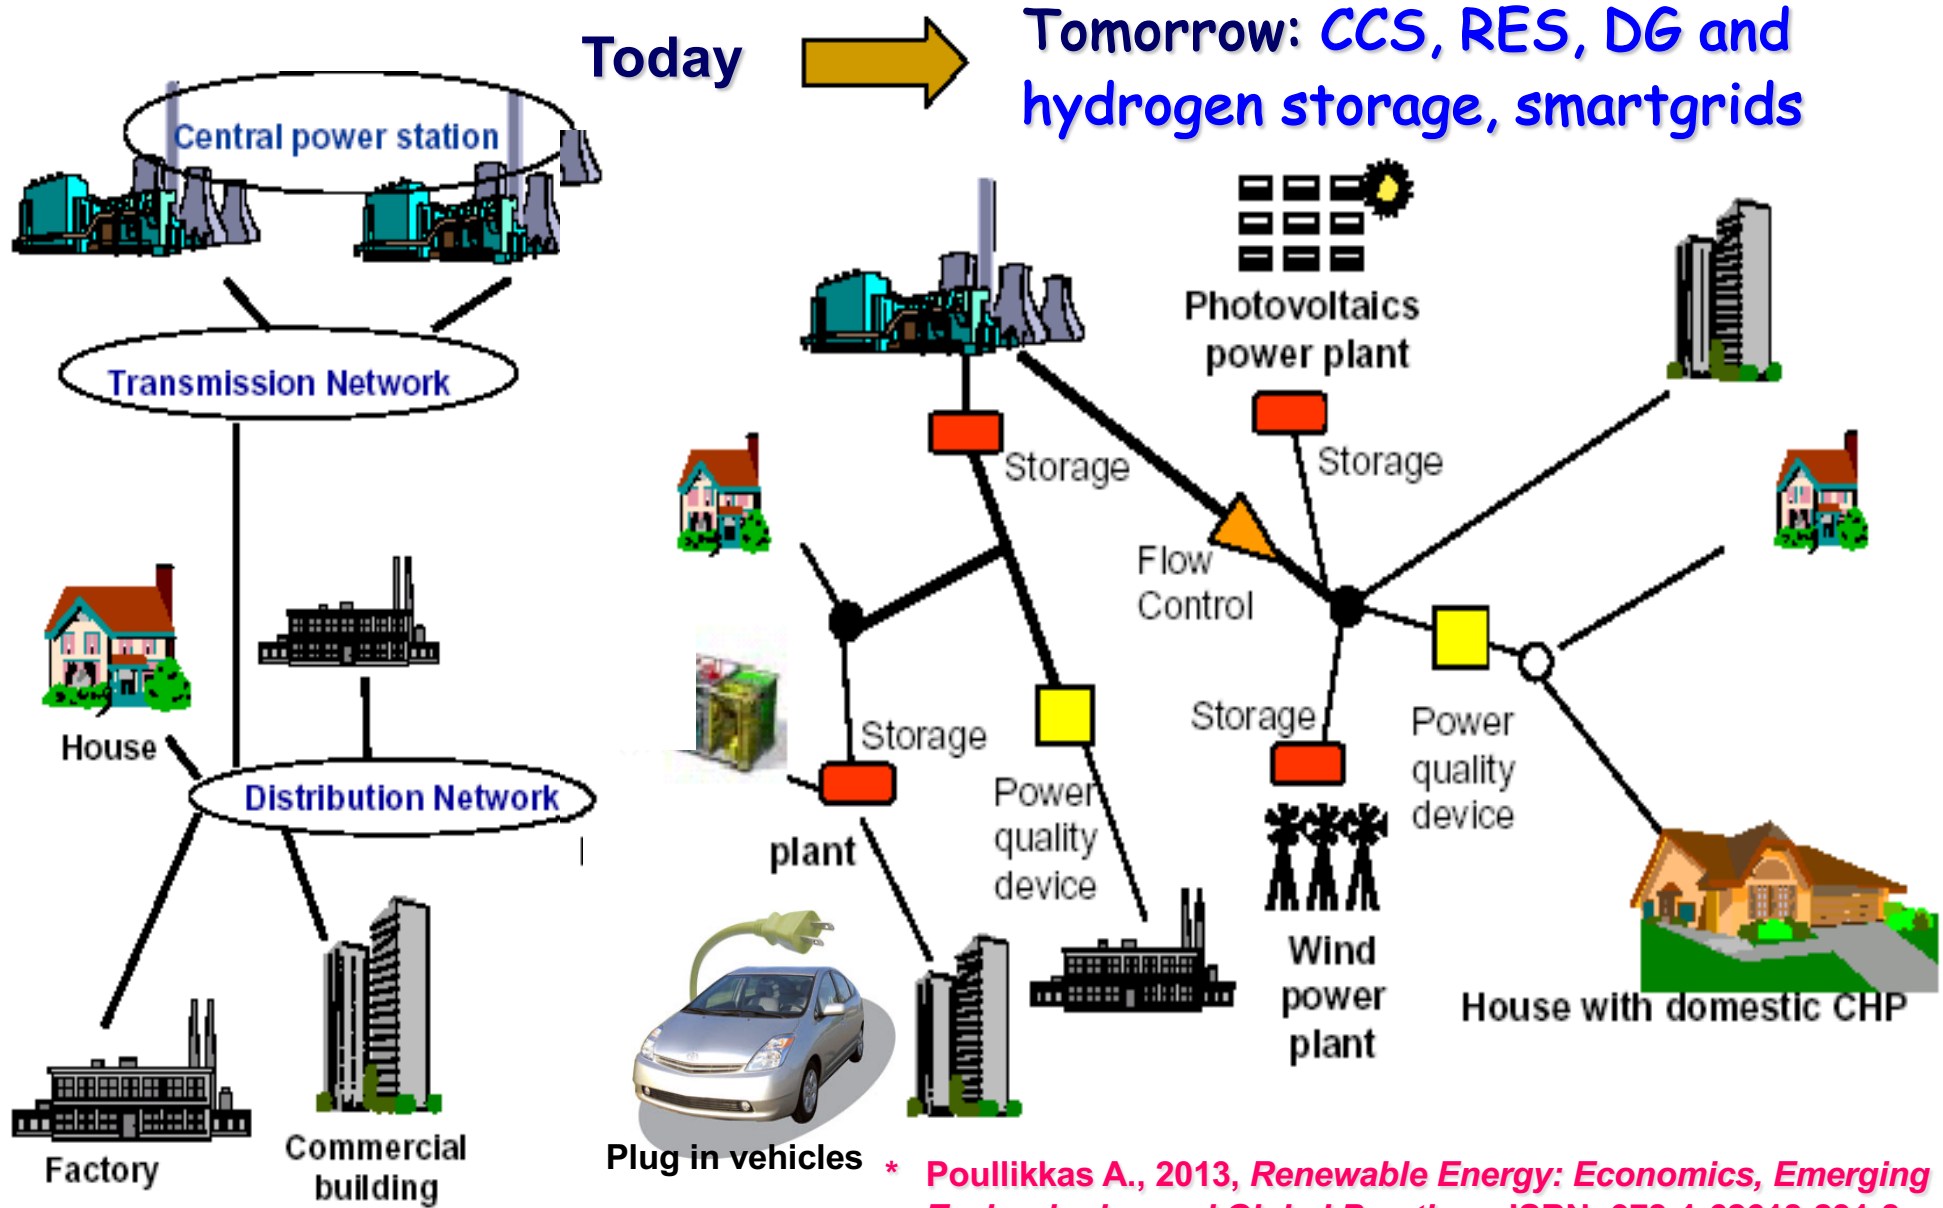 Today
Tomorrow: CCS, RES, DG and
hydrogen storage, smartgrids
Central power station
Transmission Network
House
Distribution Network
Factory
Commercial
building
Photovoltaics
power plant
Storage
Storage
Flow
Control
Storage
Storage
Power
quality
device
Power
quality
device
plant
Wind
power
plant
House with domestic CHP
Plug in vehicles
* Poullikkas A., 2013, Renewable Energy: Economics, Emerging